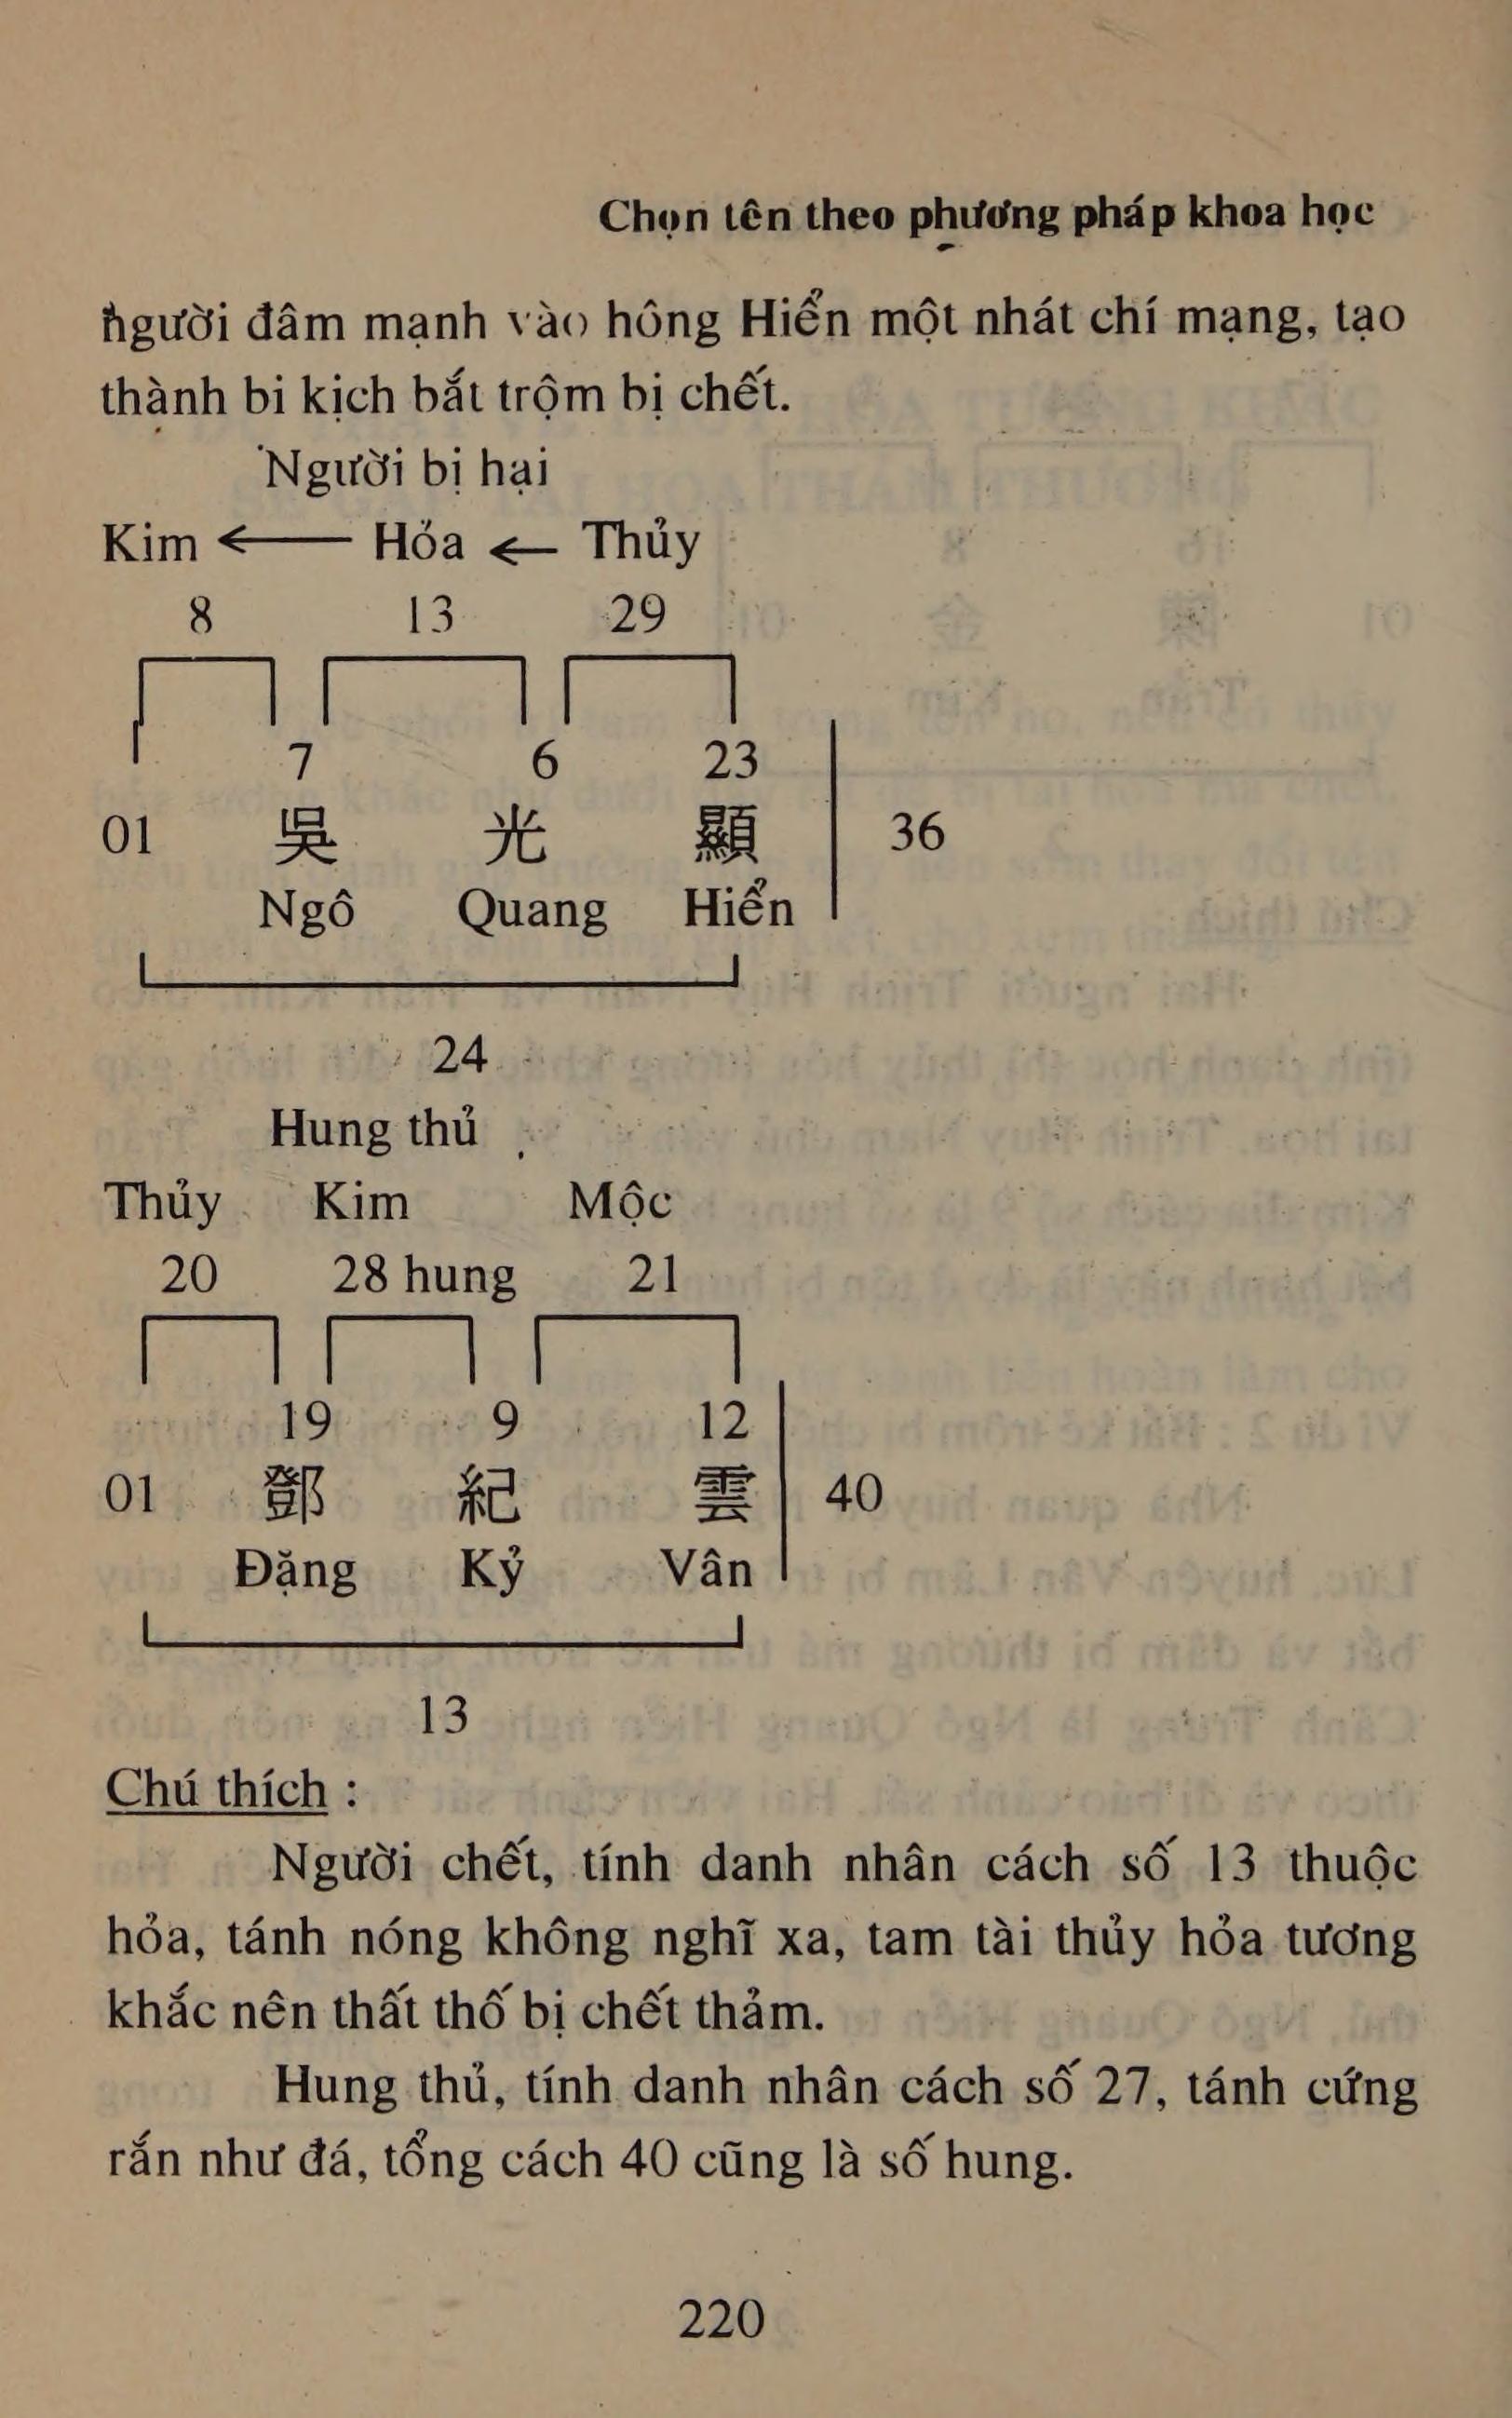 Chọn tên theo phương pháp khoa học
người đâm mạnh vào hông Hiển một nhát chí mạng, tạo
thành bi kịch bắt trộm bị chết.
Người bị hại
Kim ← Hỏa ← Thủy
8 13 29
7 6 23
01 吳 光 顯 36
Ngô Quang Hiển
24
Hung thủ
Thủy Kim Mộc
20 28 hung 21
19 9 12
01 鄧 紀 雲 40
Đặng Kỷ Vân
13
Chú thích :
Người chết, tính danh nhân cách số 13 thuộc
hỏa, tánh nóng không nghĩ xa, tam tài thủy hỏa tương
khắc nên thất thố bị chết thảm.
Hung thủ, tính danh nhân cách số 27, tánh cứng
rắn như đá, tổng cách 40 cũng là số hung.
220